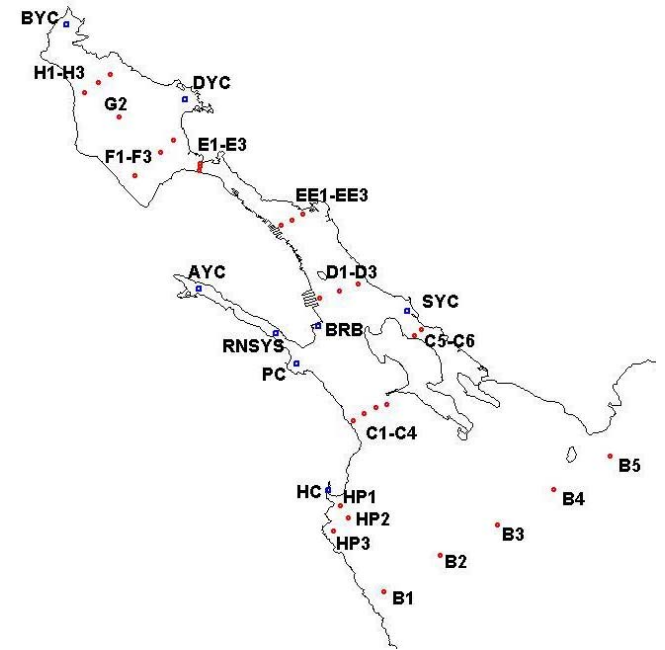 BYC
H1-H3
DYC
G2
E1-E3
F1-F3
EE1-EE3
AYC
D1-D3
SYC
BRB
RNSYS
C5-C6
PC
C1-C4
B5
HC
B4
HP1
HP2
B3
HP3
B2
B1